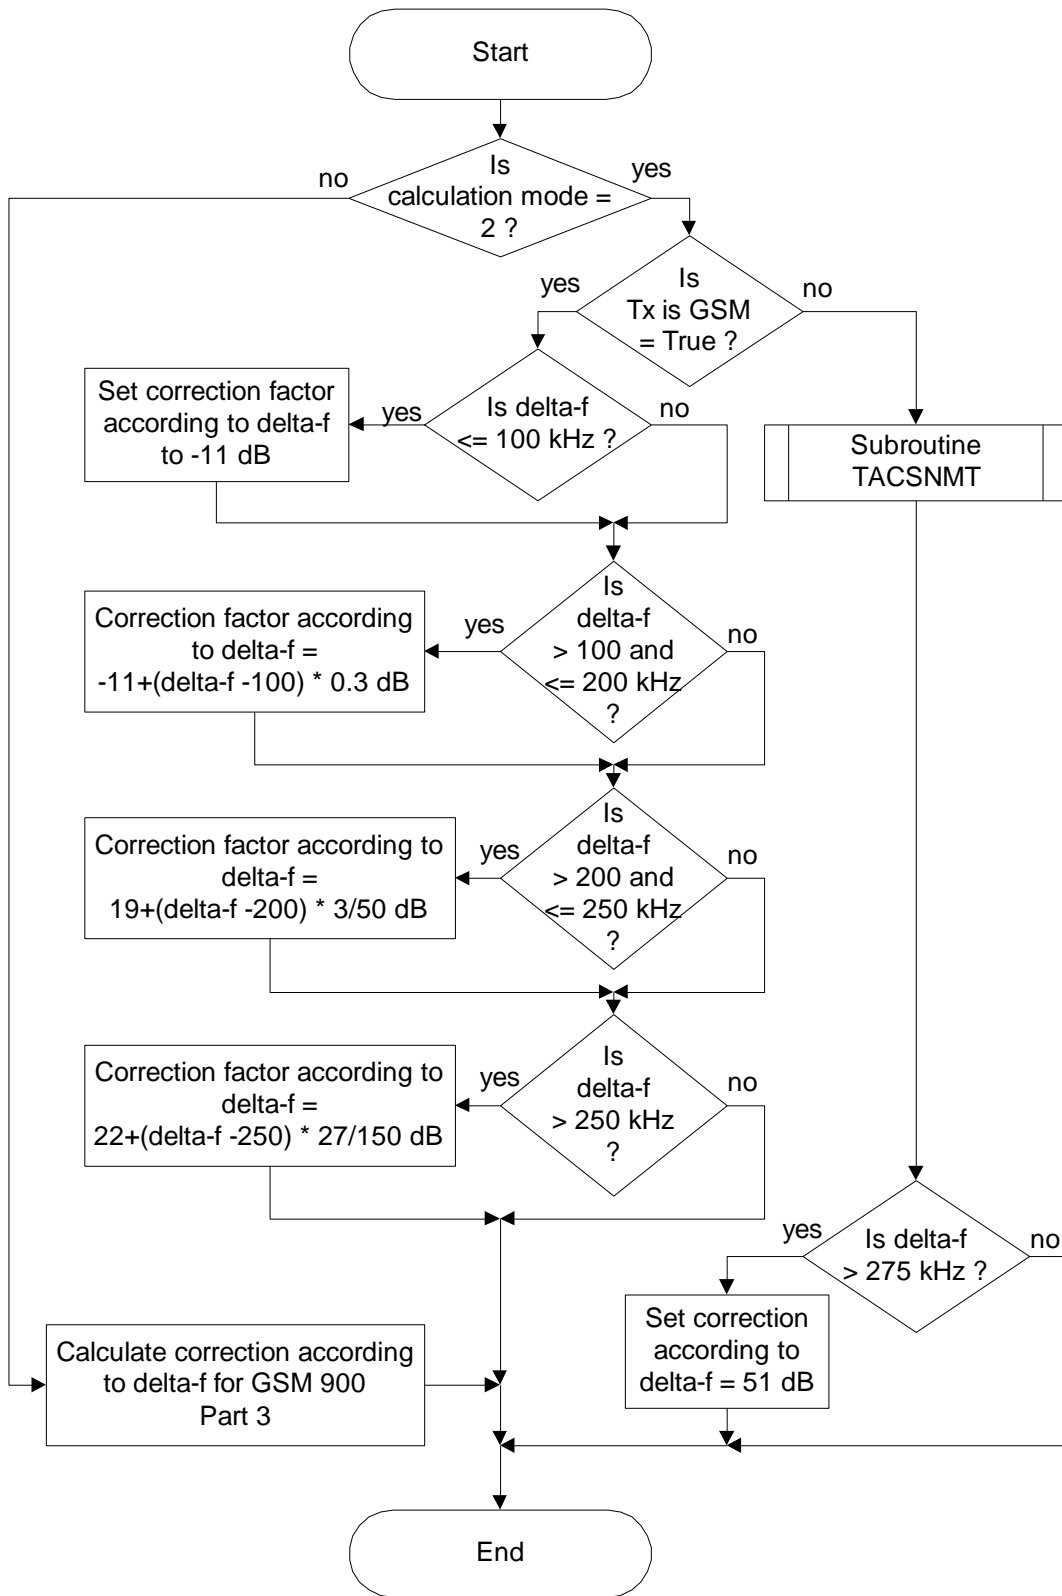 Start
Is
calculation mode =
2 ?
no
yes
Is
Tx is GSM
= True ?
yes
no
Is delta-f
<= 100 kHz ?
yes
no
Set correction factor
according to delta-f
to -11 dB
Subroutine
TACSNMT
Is
delta-f
> 100 and
<= 200 kHz
?
yes
no
Correction factor according
to delta-f =
-11+(delta-f -100) * 0.3 dB
Is
delta-f
> 200 and
<= 250 kHz
?
yes
no
Correction factor according to
delta-f =
19+(delta-f -200) * 3/50 dB
Is
delta-f
> 250 kHz
?
yes
no
Correction factor according to
delta-f =
22+(delta-f -250) * 27/150 dB
Is delta-f
> 275 kHz ?
yes
no
Set correction
according to
delta-f = 51 dB
Calculate correction according
to delta-f for GSM 900
Part 3
End